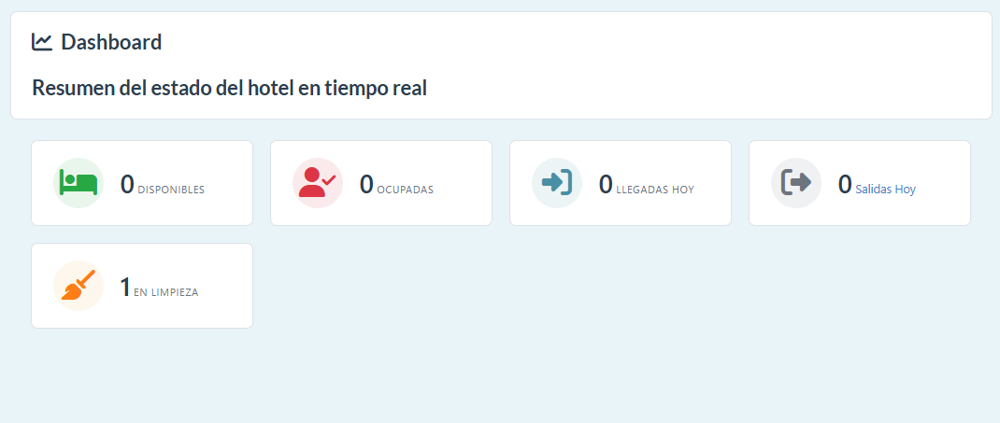 Dashboard
Resumen del estado del hotel en tiempo real
0 DISPONIBLES
0 OCUPADAS
0 LLEGADAS HOY
0 Salidas Hoy
1 EN LIMPIEZA